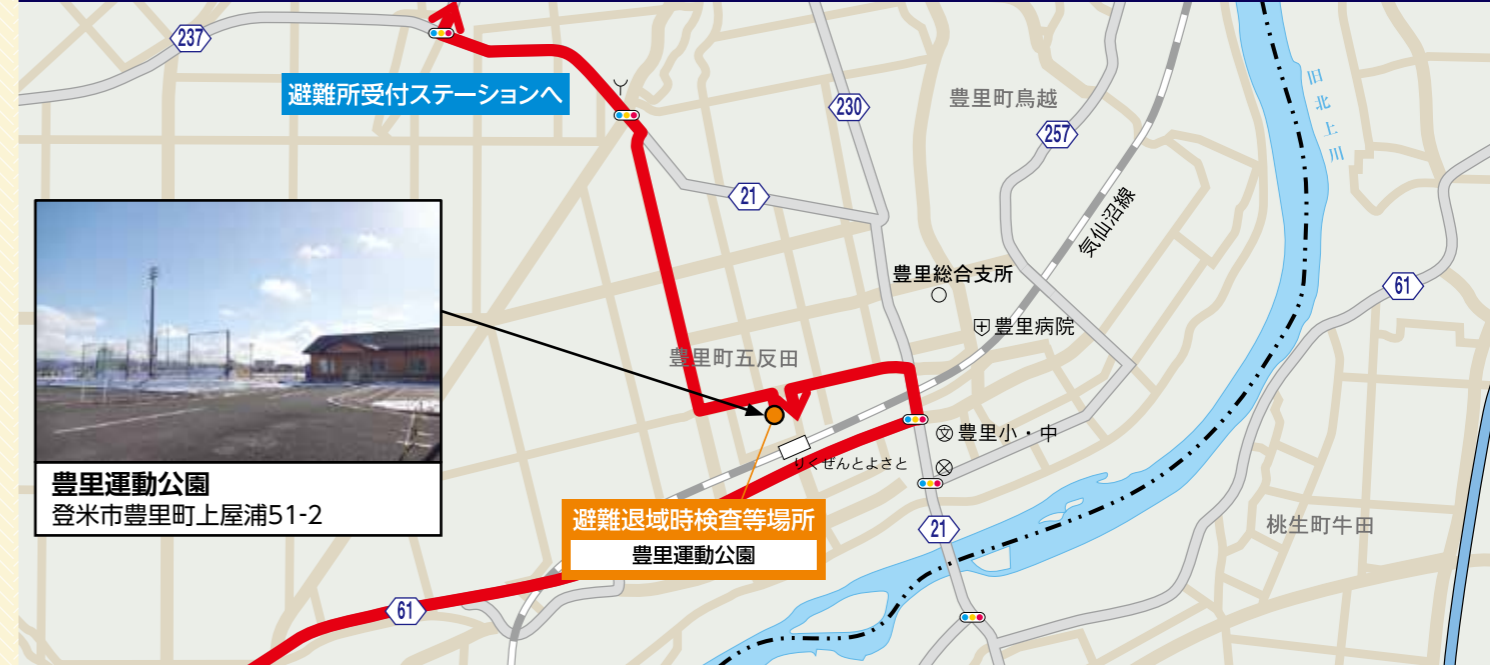 237
避難所受付ステーションへ
230
豊里町鳥越
257
旧北上川
21
気仙沼線
豊里総合支所
豊里病院
61
豊里町五反田
豊里小・中
りくぜんとよさと
豊里運動公園
登米市豊里町上屋浦51-2
避難退域時検査等場所
豊里運動公園
21
桃生町牛田
61